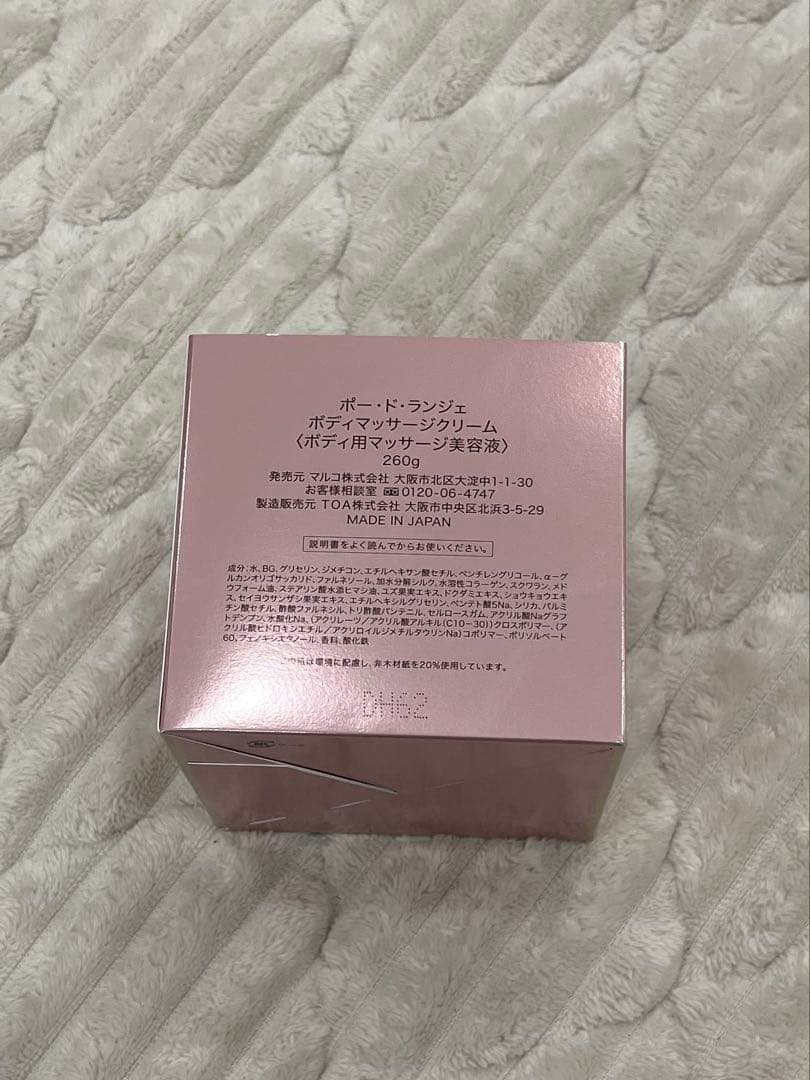 ポー・ド・ランジェ
ボディマッサージクリーム
〈ボディ用マッサージ美容液〉
260g
発売元 マルコ株式会社 大阪市北区大淀中1-1-30
お客様相談室 0120-06-4747
製造販売元 TOA株式会社 大阪市中央区北浜3-5-29
MADE IN JAPAN
説明書をよく読んでからお使いください。
成分:水、BG、グリセリン、ジメチコン、エチルヘキサン酸セチル、ペンチレングリコール、α-グ
ルカンオリゴサッカリド、ファルネソール、加水分解シルク、水溶性コラーゲン、スクワラン、メド
ウフォーム油、ステアリン酸水添ヒマシ油、ユズ果実エキス、ドクダミエキス、ショウキョウエキ
ス、セイヨウサンザシ果実エキス、エチルヘキシルグリセリン、ペンテト酸5Na、シリカ、パルミ
チン酸セチル、酢酸ファルネシル、トリ酢酸パンテニル、セルロースガム、アクリル酸Naグラフ
トデンプン、水酸化Na、(アクリレーツ/アクリル酸アルキル(C10-30))クロスポリマー、(ア
クリル酸ヒドロキシエチル/アクリロイルジメチルタウリンNa)コポリマー、ポリソルベート
60、フェノキシエタノール、香料、酸化鉄
この箱は環境に配慮し、非木材紙を20%使用しています。
DH62